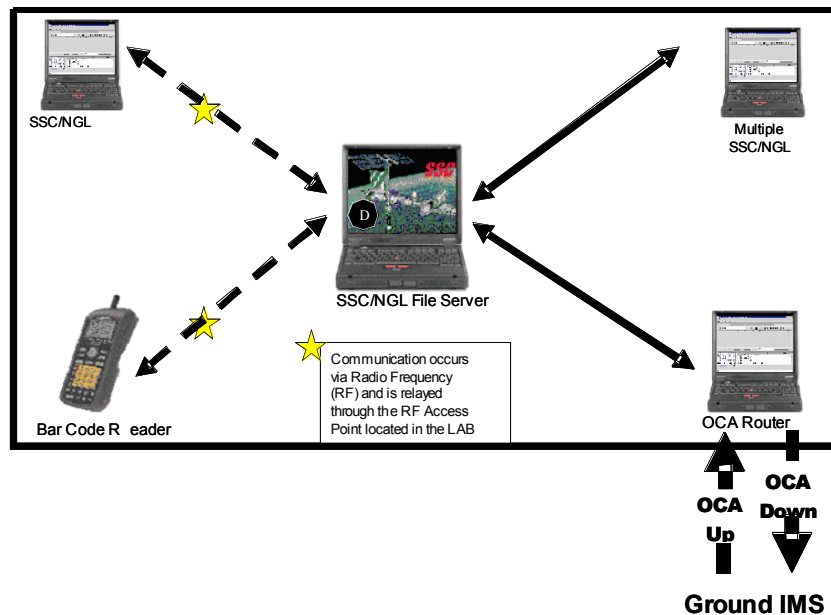 SSC/NGL
Multiple
SSC/NGL
SSC
D
SSC/NGL File Server
Bar Code R eader
Communication occurs
via Radio Frequency
(RF) and is relayed
through the RF Access
Point located in the LAB
OCA Router
OCA
Up
OCA
Down
Ground IMS